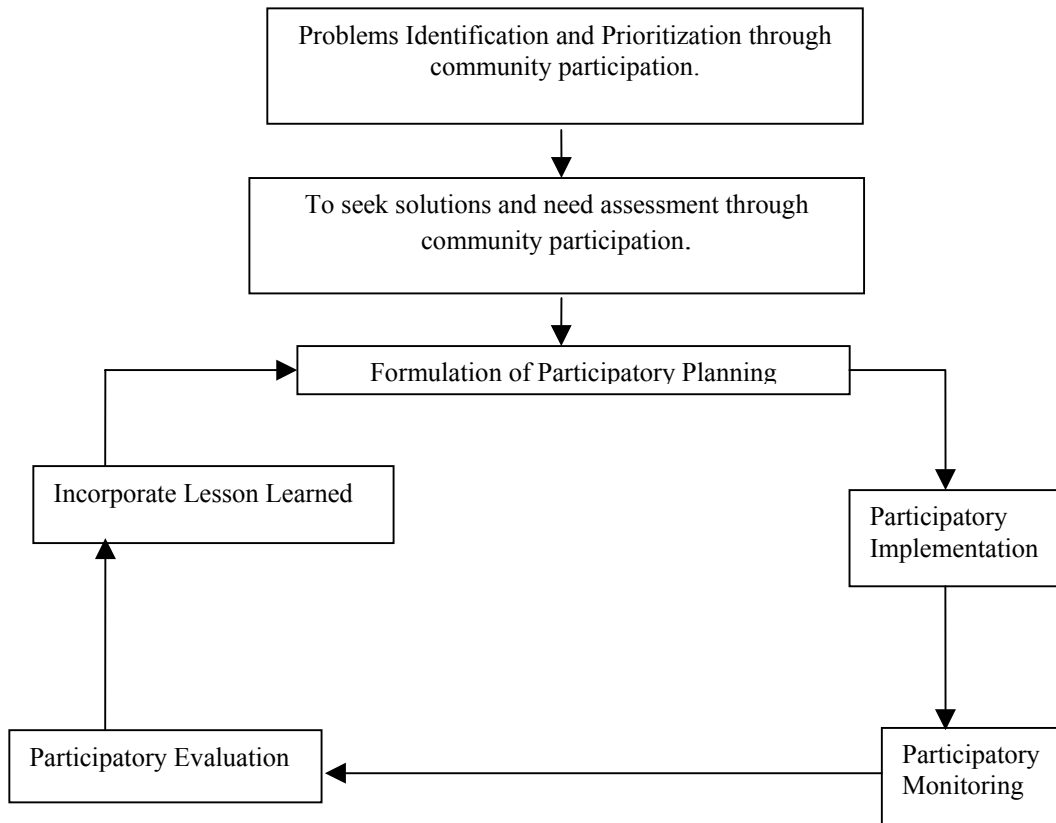 Problems Identification and Prioritization through
community participation.
To seek solutions and need assessment through
community participation.
Formulation of Participatory Planning
Incorporate Lesson Learned
Participatory
Implementation
Participatory Evaluation
Participatory
Monitoring